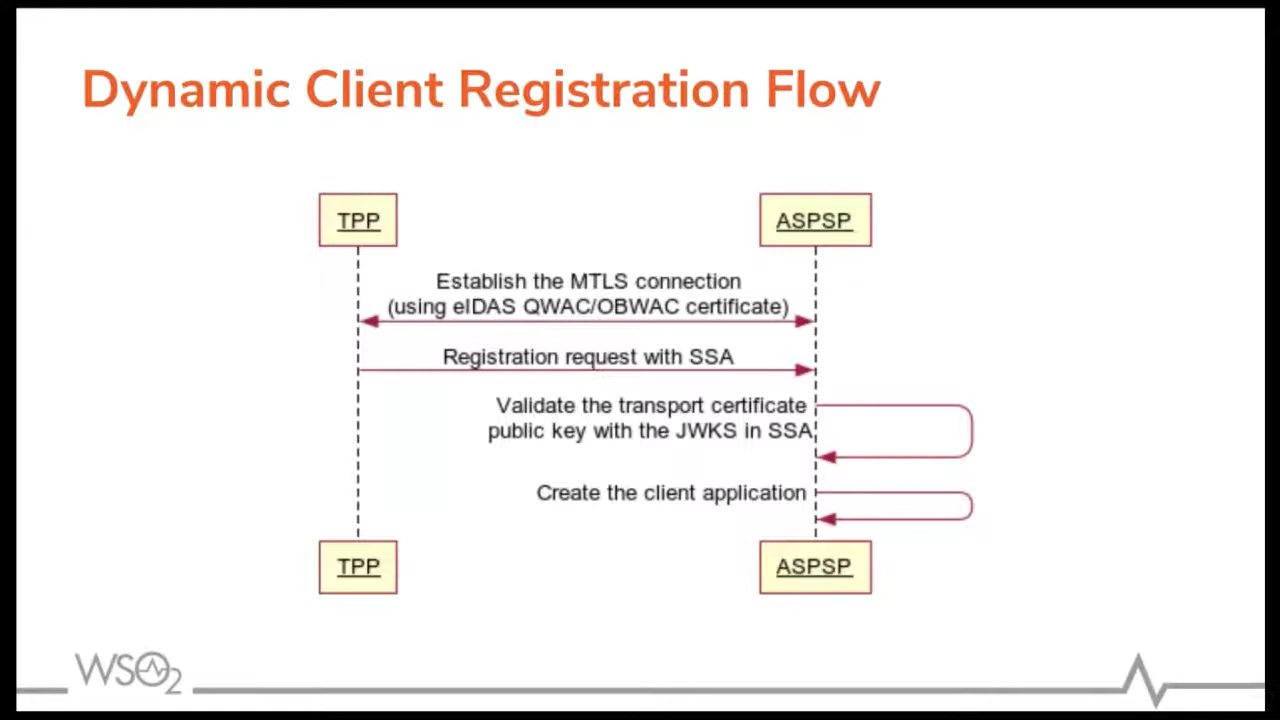 Dynamic Client Registration Flow
TPP
ASPSP
Establish the MTLS connection
(using eIDAS QWAC/OBWAC certificate)
Registration request with SSA
Validate the transport certificate
public key with the JWKS in SSA
Create the client application
TPP
ASPSP
WSO2